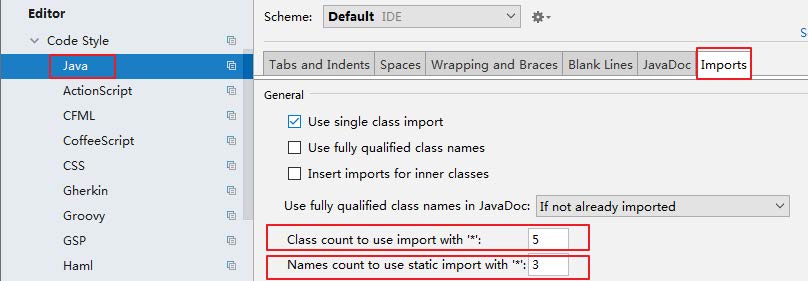 Editor
Code Style
Java
ActionScript
CFML
CoffeeScript
CSS
Gherkin
Groovy
GSP
Haml
Scheme: Default IDE
S
Tabs and Indents Spaces Wrapping and Braces Blank Lines JavaDoc Imports
General
Use single class import
Use fully qualified class names
Insert imports for inner classes
Use fully qualified class names in JavaDoc: If not already imported
Class count to use import with '*': 5
Names count to use static import with '*': 3